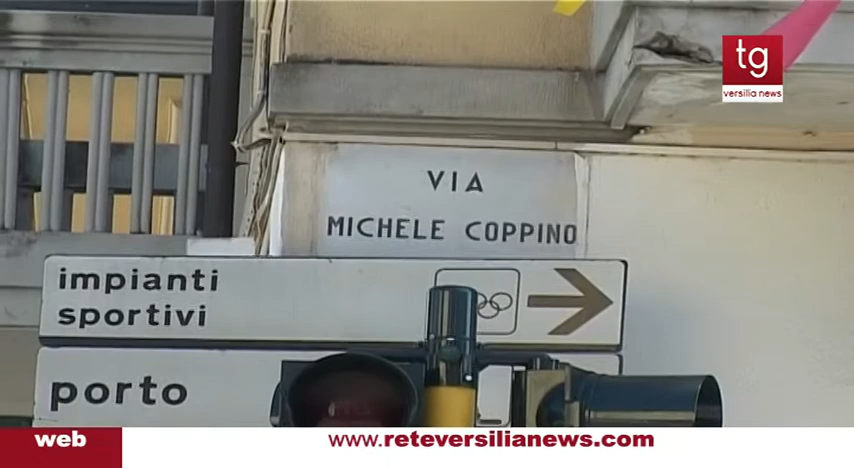 tg
versilia news
VIA
MICHELE COPPINO
impianti
sportivi
porto
web
www.reteversilianews.com